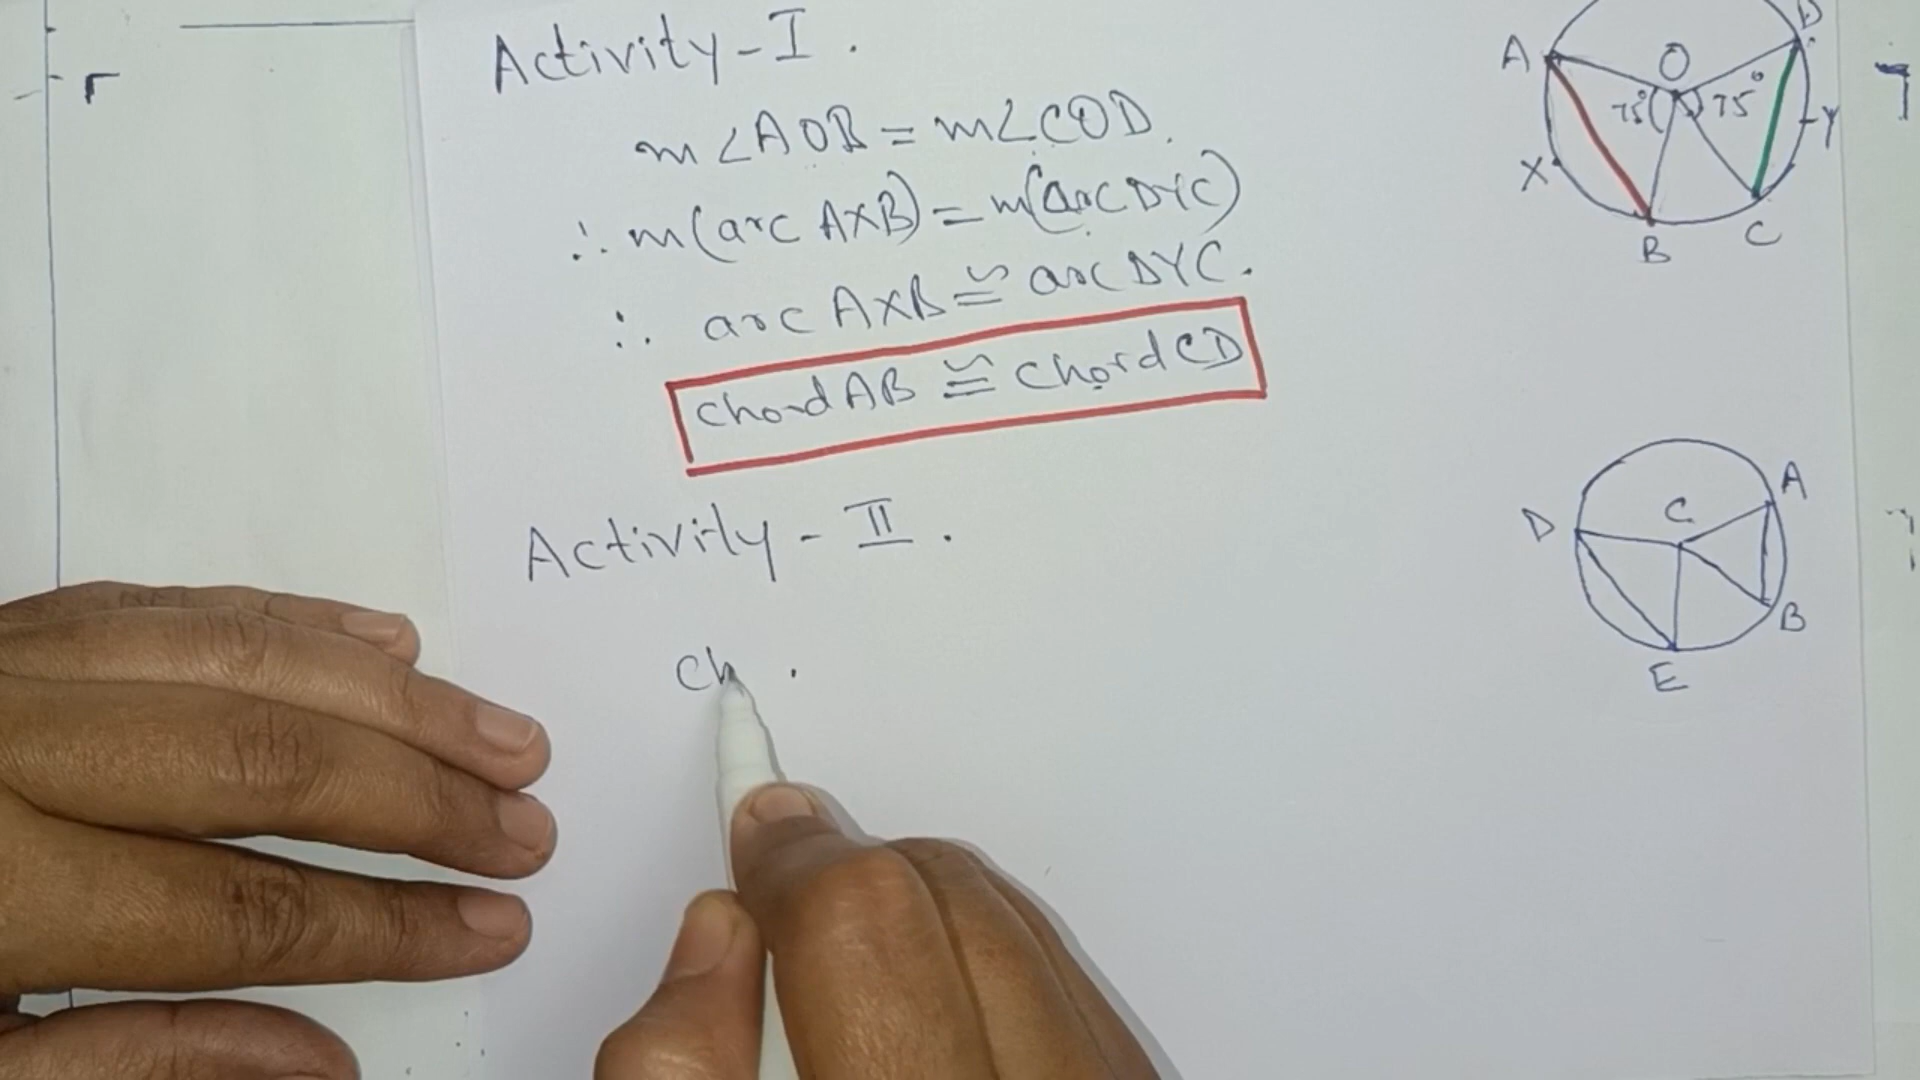 Activity - I.
m∠AOB = m∠COD.
∴ m(arc AXB) = m(arc DYC)
∴ arc AXB ≅ arc DYC.
chord AB ≅ chord CD
Activity - II.
ch .
A
D
O
75°
75°
X
Y
B
C
A
D
C
B
E